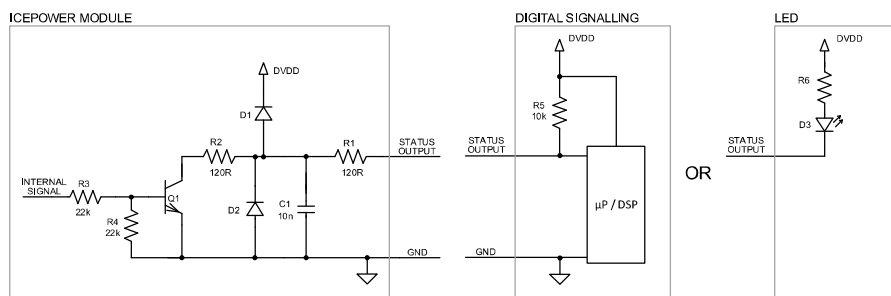 ICEPOWER MODULE
DVDD
D1
R2
120R
R1
120R
STATUS
OUTPUT
INTERNAL
SIGNAL
R3
22k
Q1
R4
22k
D2
C1
10n
GND
DIGITAL SIGNALLING
DVDD
R5
10k
STATUS
OUTPUT
µP / DSP
GND
OR
LED
DVDD
R6
D3
STATUS
OUTPUT